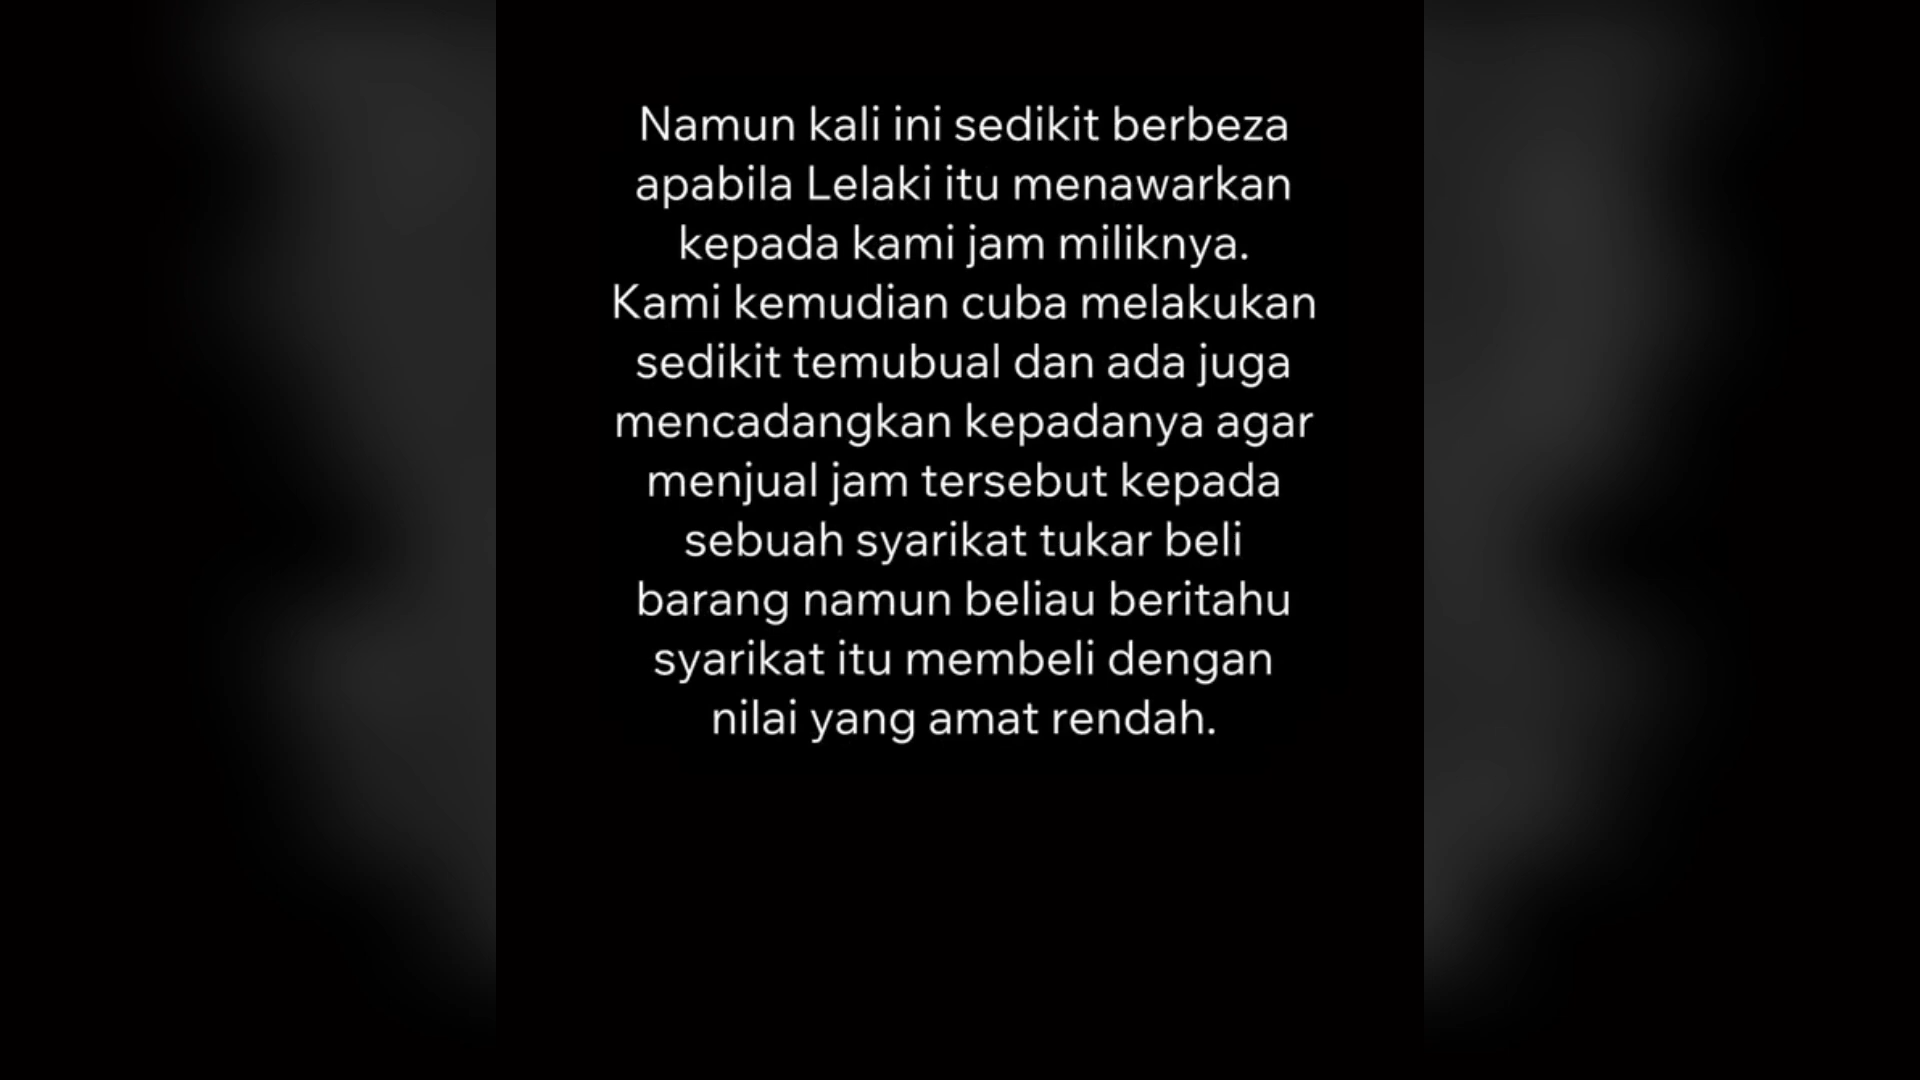 Namun kali ini sedikit berbeza
apabila Lelaki itu menawarkan
kepada kami jam miliknya.
Kami kemudian cuba melakukan
sedikit temubual dan ada juga
mencadangkan kepadanya agar
menjual jam tersebut kepada
sebuah syarikat tukar beli
barang namun beliau beritahu
syarikat itu membeli dengan
nilai yang amat rendah.